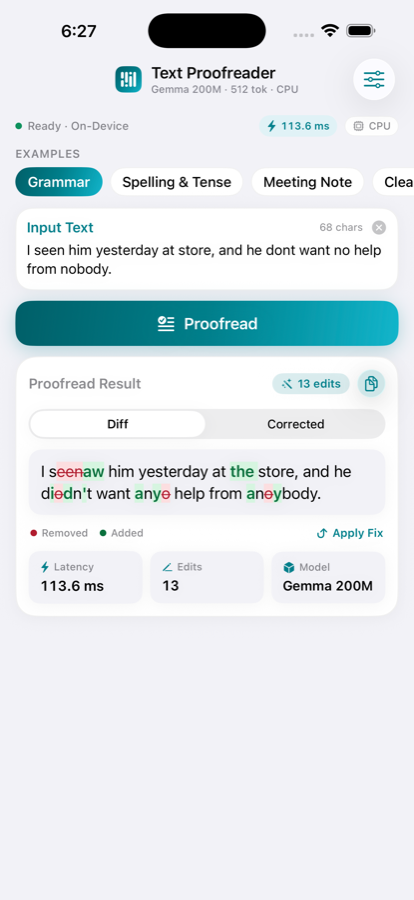 6:27
Text Proofreader
Gemma 200M · 512 tok · CPU
Ready · On-Device
113.6 ms
CPU
EXAMPLES
Grammar
Spelling & Tense
Meeting Note
Clea
Input Text
68 chars
I seen him yesterday at store, and he dont want no help
from nobody.
Proofread
Proofread Result
13 edits
Diff
Corrected
I seenaw him yesterday at the store, and he
diodn't want anyo help from anoybody.
Removed
Added
Apply Fix
Latency
113.6 ms
Edits
13
Model
Gemma 200M